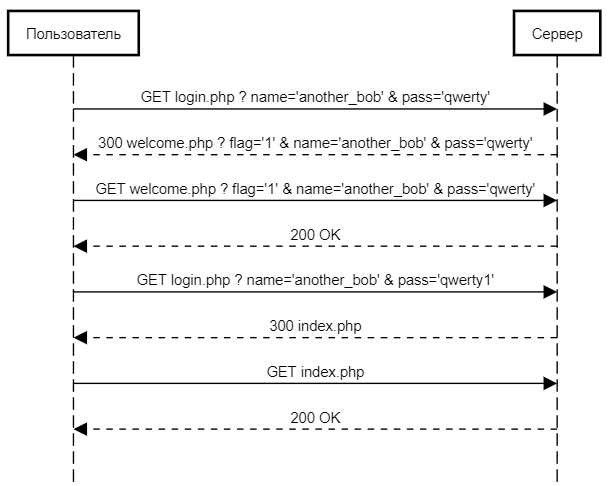 Пользователь
Сервер
GET login.php ? name='another_bob' & pass='qwerty'
300 welcome.php ? flag='1' & name='another_bob' & pass='qwerty'
GET welcome.php ? flag='1' & name='another_bob' & pass='qwerty'
200 OK
GET login.php ? name='another_bob' & pass='qwerty1'
300 index.php
GET index.php
200 OK